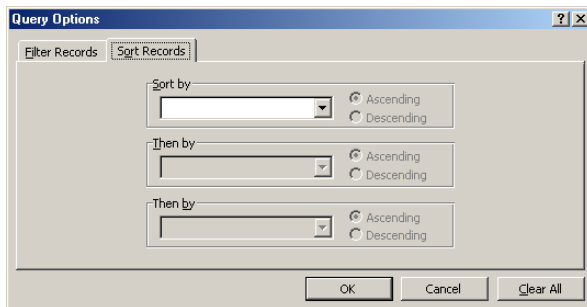 Query Options
Filter Records Sort Records
Sort by
Ascending
Descending
Then by
Ascending
Descending
Then by
Ascending
Descending
OK Cancel Clear All